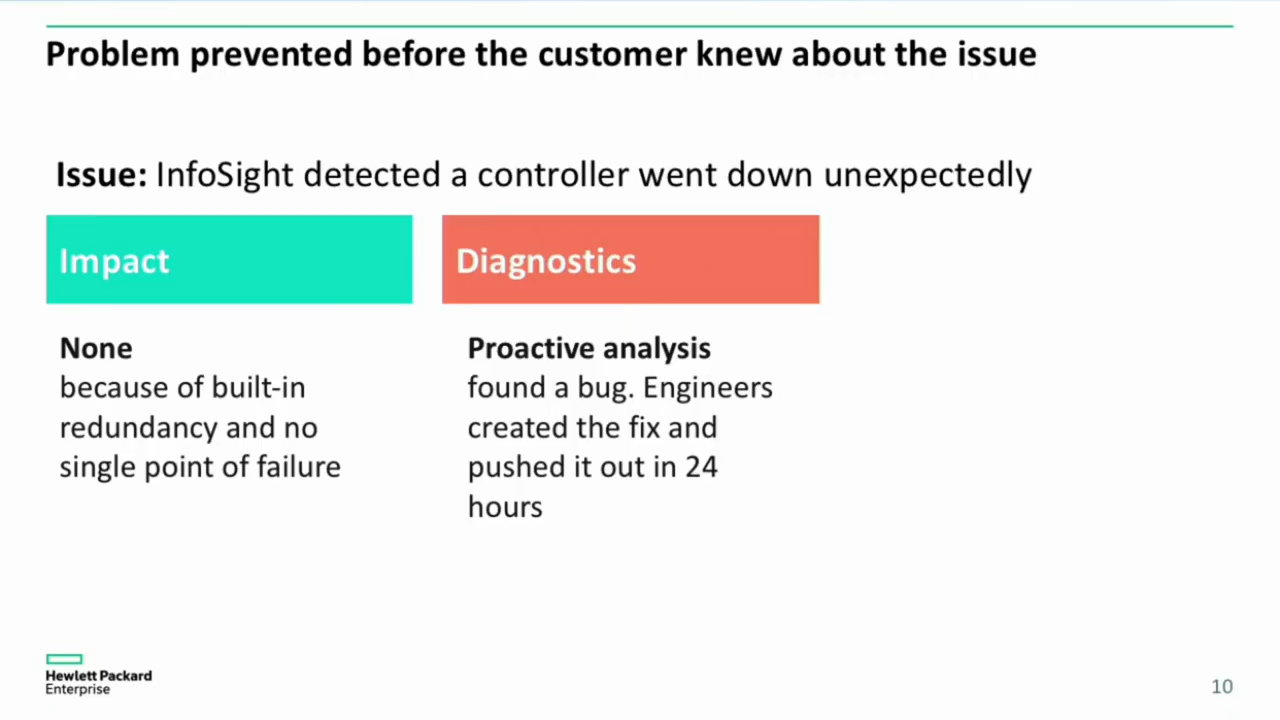 Problem prevented before the customer knew about the issue
Issue: InfoSight detected a controller went down unexpectedly
Impact
None
because of built-in
redundancy and no
single point of failure
Diagnostics
Proactive analysis
found a bug. Engineers
created the fix and
pushed it out in 24
hours
Hewlett Packard
Enterprise
10